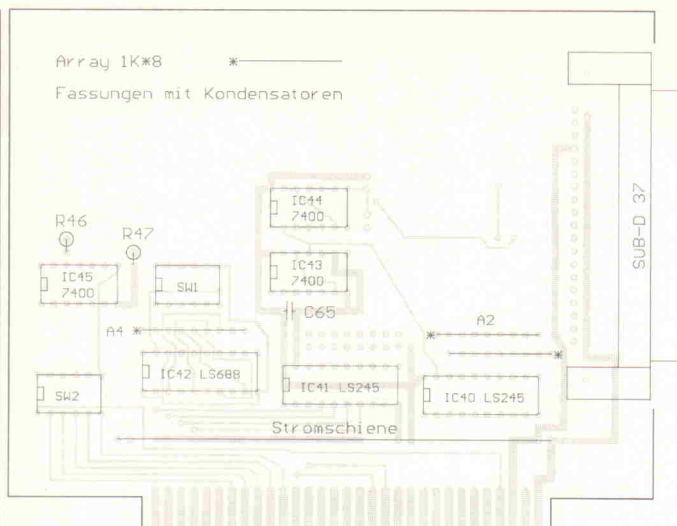 Array 1K*8 *
Fassungen mit Kondensatoren
IC44
7400
R46
R47
IC45
7400
SW1
IC43
7400
C65
A4 *
* A2
*
IC42 LS688
IC41 LS245
IC40 LS245
SW2
Stromschiene
SUB-D 37